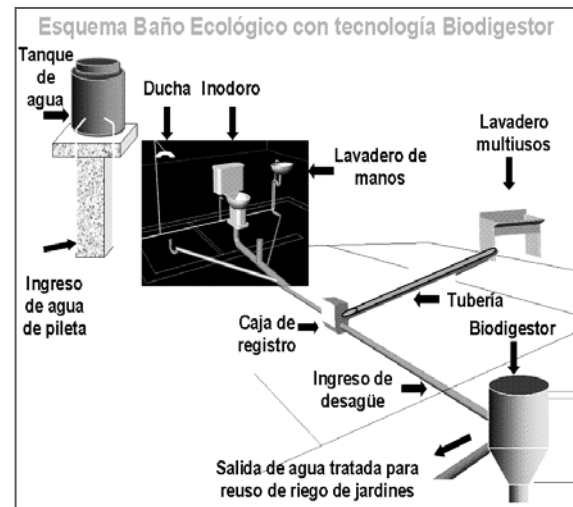 Esquema Baño Ecológico con tecnología Biodigestor
Tanque
de
agua
Ducha
Inodoro
Lavadero
multiusos
Lavadero de
manos
Ingreso
de agua
de pileta
Tubería
Caja de
registro
Biodigestor
Ingreso de
desagüe
Salida de agua tratada para
reuso de riego de jardines